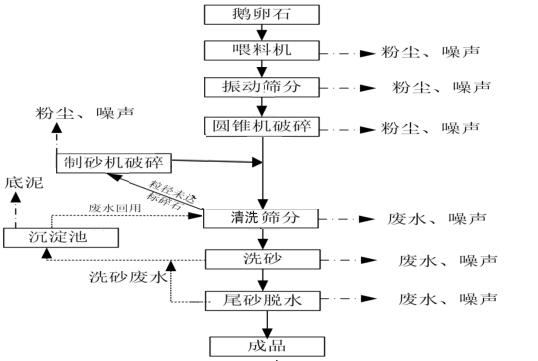 鹅卵石
喂料机
粉尘、噪声
振动筛分
粉尘、噪声
圆锥机破碎
粉尘、噪声
粉尘、噪声
制砂机破碎
粒径未达
标碎石
底泥
废水回用
清洗筛分
废水、噪声
沉淀池
洗砂
废水、噪声
洗砂废水
尾砂脱水
废水、噪声
成品